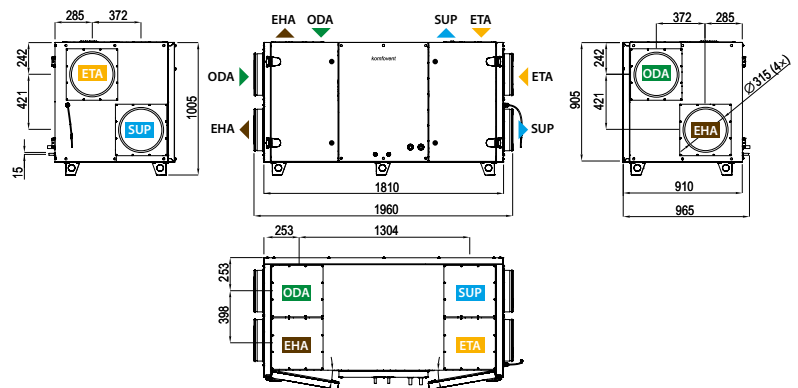 285 372
242
421
15
1005
ETA
SUP
EHA ODA SUP ETA
komfovent
ODA
EHA
ETA
SUP
1810
1960
372 285
242
421
905
ODA
EHA
Ø 315 (4x)
910
965
253 1304
253
398
ODA SUP
EHA ETA